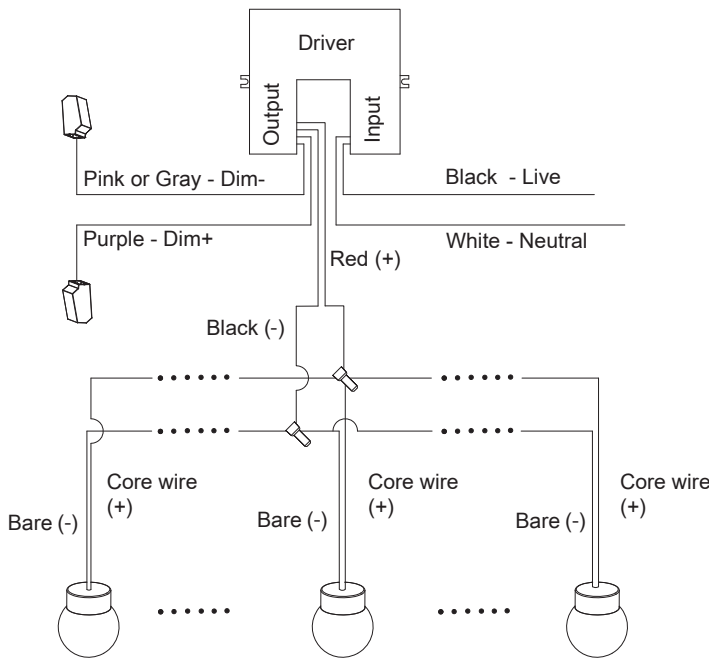 Driver
Output
Input
Pink or Gray - Dim-
Black - Live
Purple - Dim+
White - Neutral
Red (+)
Black (-)
Core wire
(+)
Core wire
(+)
Core wire
(+)
Bare (-)
Bare (-)
Bare (-)